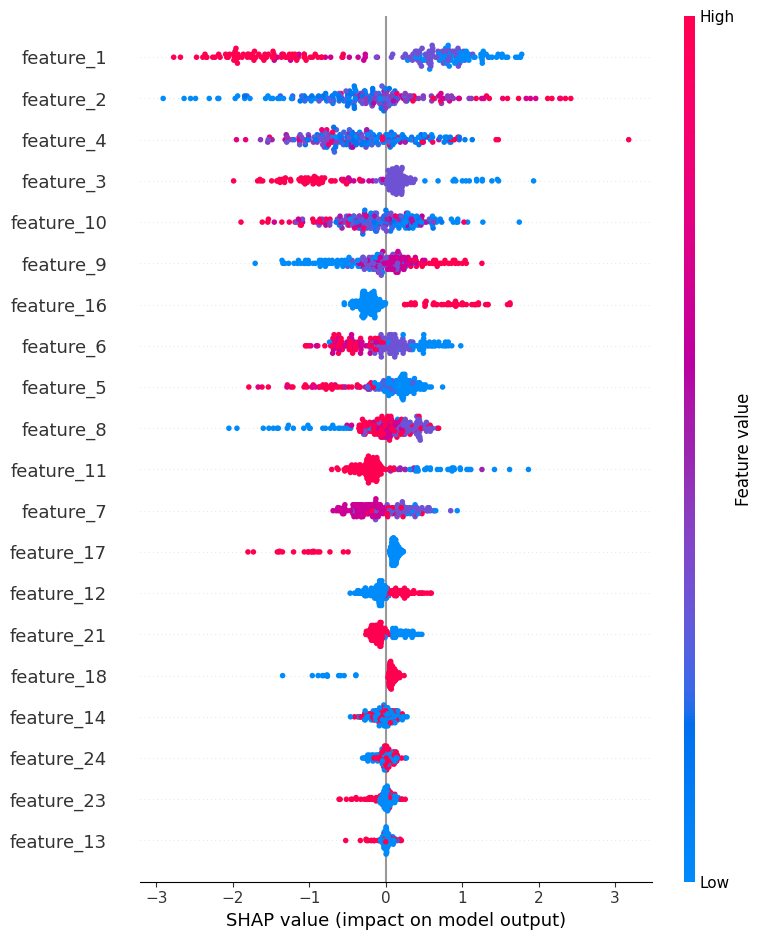 High
feature_1
feature_2
feature_4
feature_3
feature_10
feature_9
feature_16
feature_6
feature_5
feature_8
feature_11
feature_7
feature_17
feature_12
feature_21
feature_18
feature_14
feature_24
feature_23
feature_13
Feature value
Low
−3 −2 −1 0 1 2 3
SHAP value (impact on model output)